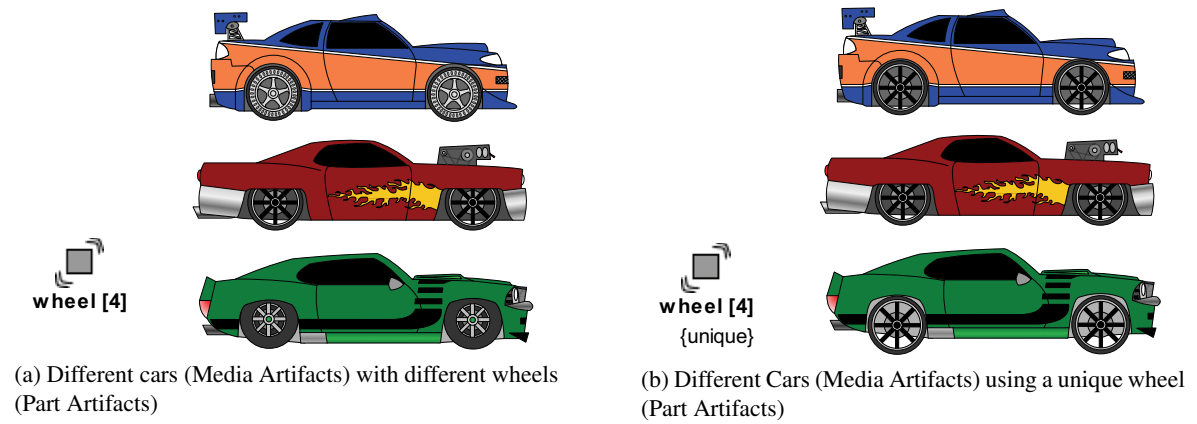 wheel [4]
(a) Different cars (Media Artifacts) with different wheels
(Part Artifacts)
wheel [4]
{unique}
(b) Different Cars (Media Artifacts) using a unique wheel
(Part Artifacts)